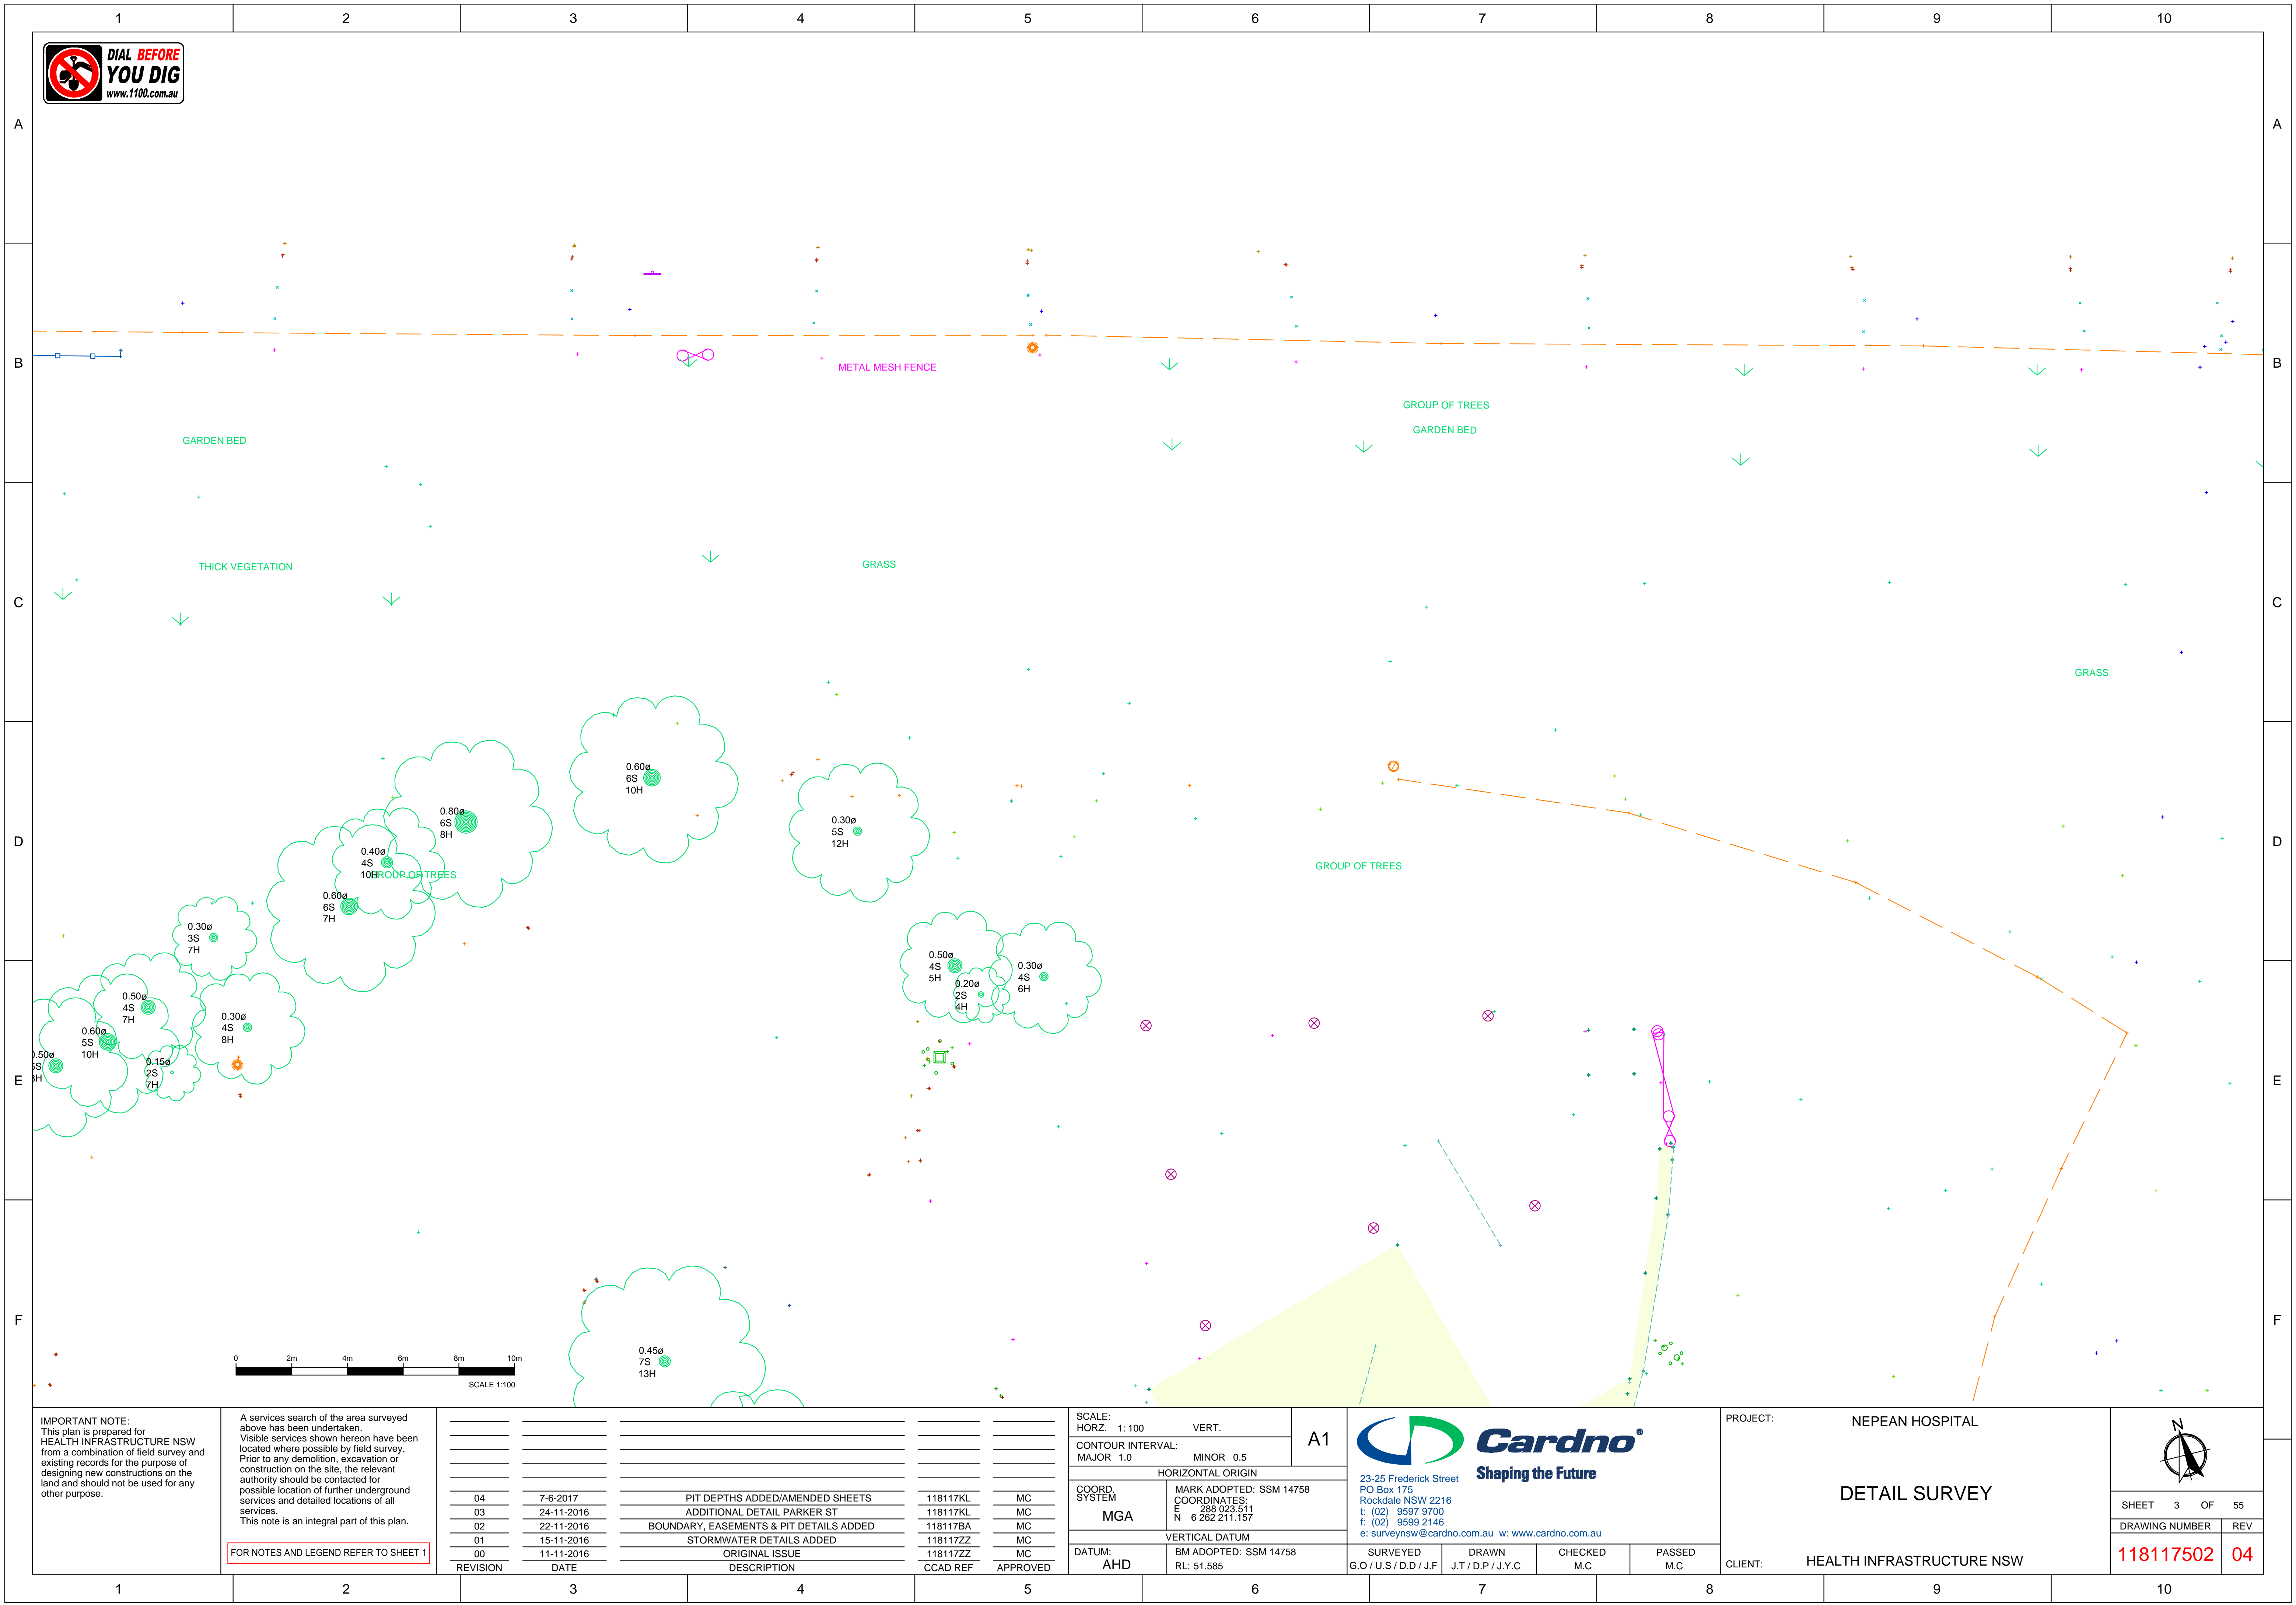 1 2 3 4 5 6 7 8 9 10
DIAL BEFORE
YOU DIG
www.1100.com.au
A A
B B
METAL MESH FENCE
GROUP OF TREES
GARDEN BED
GARDEN BED
THICK VEGETATION
GRASS
C C
GRASS
0.60ø
6S
10H
0.80ø
6S
8H
0.30ø
5S
12H
D D
0.40ø
4S
10H
GROUP OF TREES
GROUP OF TREES
0.60ø
6S
7H
0.30ø
3S
7H
0.50ø
4S
5H
0.30ø
4S
6H
0.20ø
2S
4H
0.50ø
4S
7H
0.30ø
4S
8H
0.60ø
5S
10H
.50ø
0.15ø
2S
7H
E E
F F
0.45ø
7S
13H
0 2m 4m 6m 8m 10m
SCALE 1:100
IMPORTANT NOTE:
This plan is prepared for
HEALTH INFRASTRUCTURE NSW
from a combination of field survey and
existing records for the purpose of
designing new constructions on the
land and should not be used for any
other purpose.
A services search of the area surveyed
above has been undertaken.
Visible services shown hereon have been
located where possible by field survey.
Prior to any demolition, excavation or
construction on the site, the relevant
authority should be contacted for
possible location of further underground
services and detailed locations of all
services.
This note is an integral part of this plan.
FOR NOTES AND LEGEND REFER TO SHEET 1
04 7-6-2017 PIT DEPTHS ADDED/AMENDED SHEETS 118117KL MC
03 24-11-2016 ADDITIONAL DETAIL PARKER ST 118117KL MC
02 22-11-2016 BOUNDARY, EASEMENTS & PIT DETAILS ADDED 118117BA MC
01 15-11-2016 STORMWATER DETAILS ADDED 118117ZZ MC
00 11-11-2016 ORIGINAL ISSUE 118117ZZ MC
REVISION DATE DESCRIPTION CCAD REF APPROVED
SCALE:
HORZ. 1: 100 VERT.
A1
CONTOUR INTERVAL:
MAJOR 1.0 MINOR 0.5
HORIZONTAL ORIGIN
COORD.
SYSTEM
MGA
MARK ADOPTED: SSM 14758
COORDINATES:
E 288 023.511
N 6 262 211.157
VERTICAL DATUM
DATUM:
AHD
BM ADOPTED: SSM 14758
RL: 51.585
Cardno®
Shaping the Future
23-25 Frederick Street
PO Box 175
Rockdale NSW 2216
t: (02) 9597 9700
f: (02) 9599 2146
e: surveynsw@cardno.com.au w: www.cardno.com.au
SURVEYED DRAWN CHECKED PASSED
G.O / U.S / D.D / J.F J.T / D.P / J.Y.C M.C M.C
PROJECT: NEPEAN HOSPITAL
DETAIL SURVEY
CLIENT: HEALTH INFRASTRUCTURE NSW
N
SHEET 3 OF 55
DRAWING NUMBER REV
118117502 04
1 2 3 4 5 6 7 8 9 10